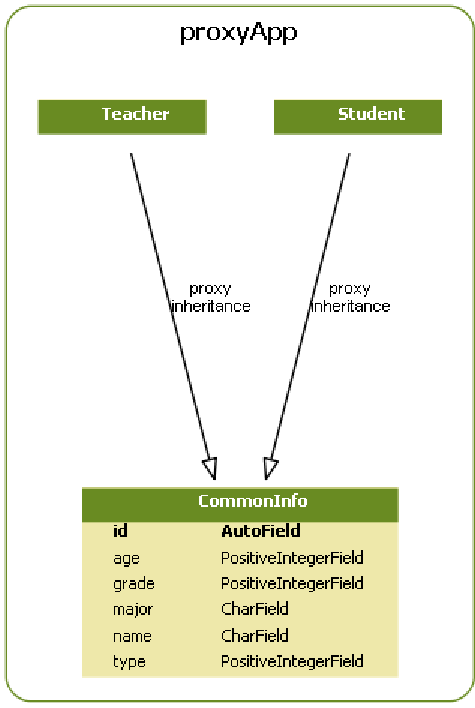 proxyApp
Teacher
Student
proxy
inheritance
proxy
inheritance
CommonInfo
id AutoField
age PositiveIntegerField
grade PositiveIntegerField
major CharField
name CharField
type PositiveIntegerField